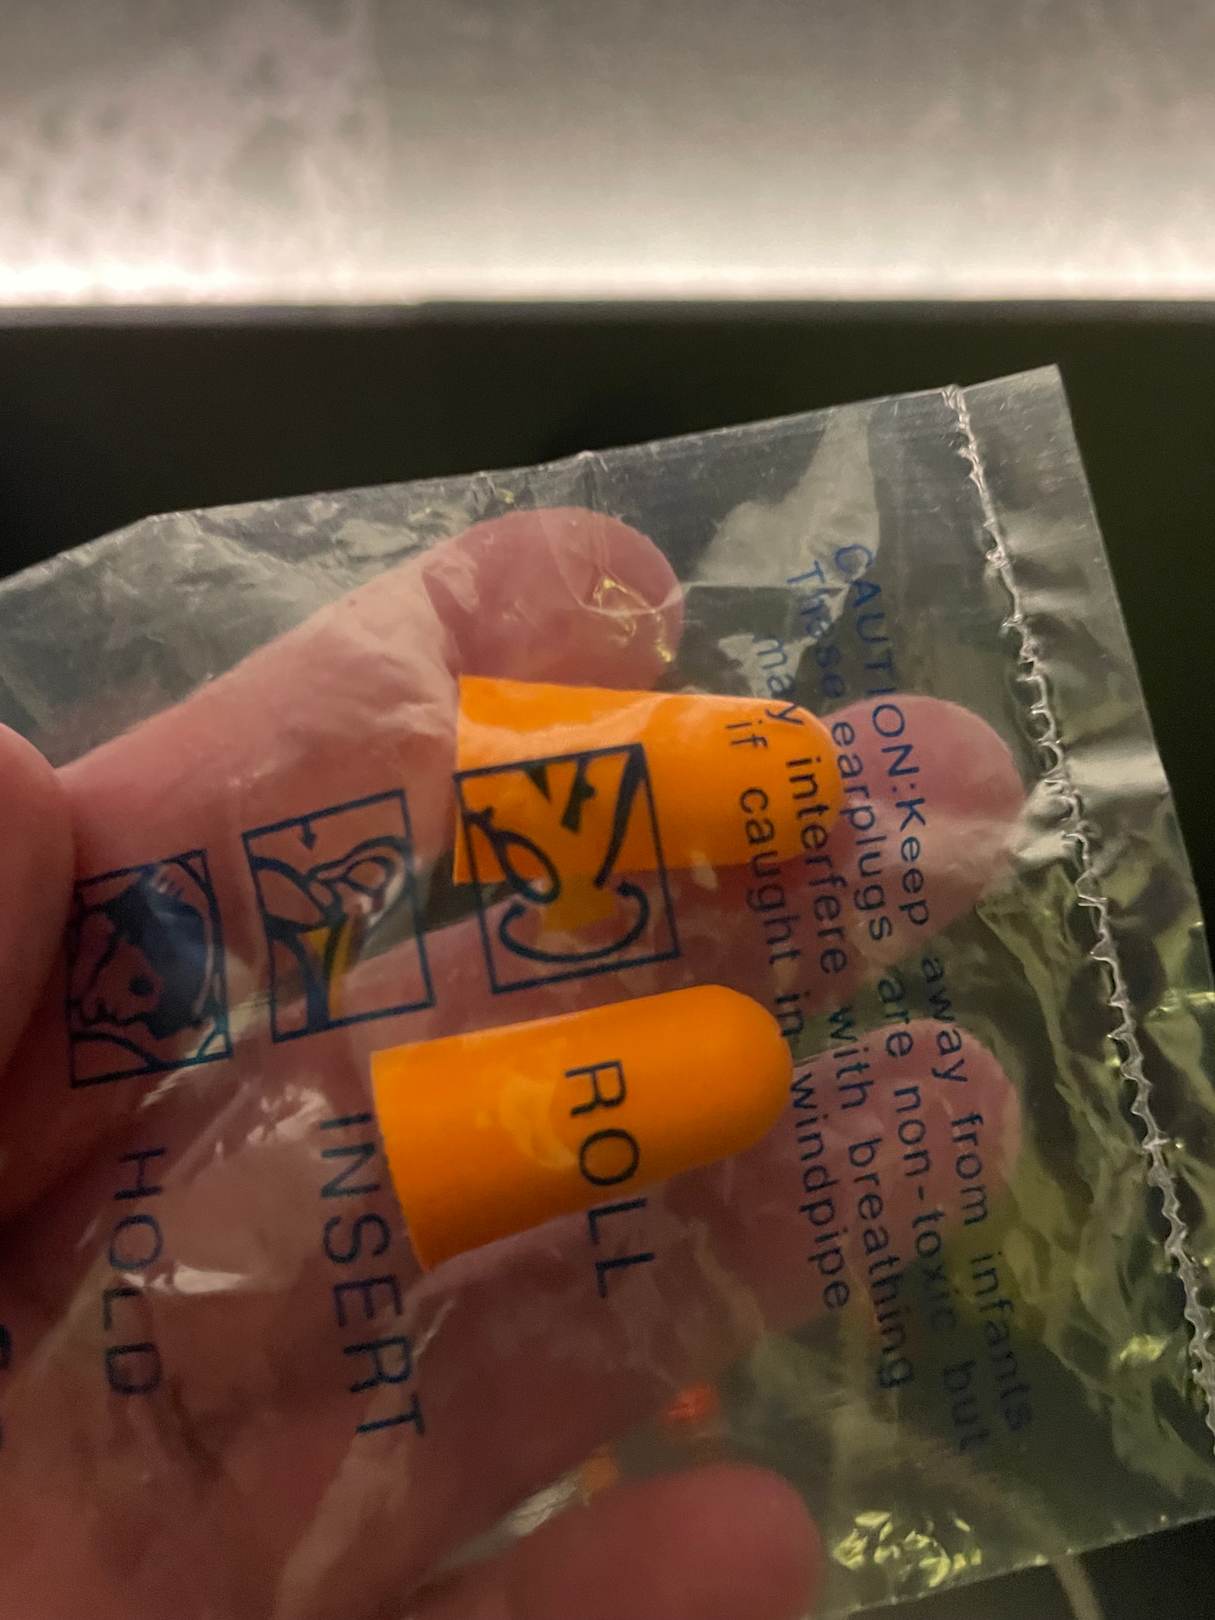 CAUTION:Keep away from infants.
These earplugs are non-toxic but
may interfere with breathing
if caught in windpipe
ROLL
INSERT
HOLD